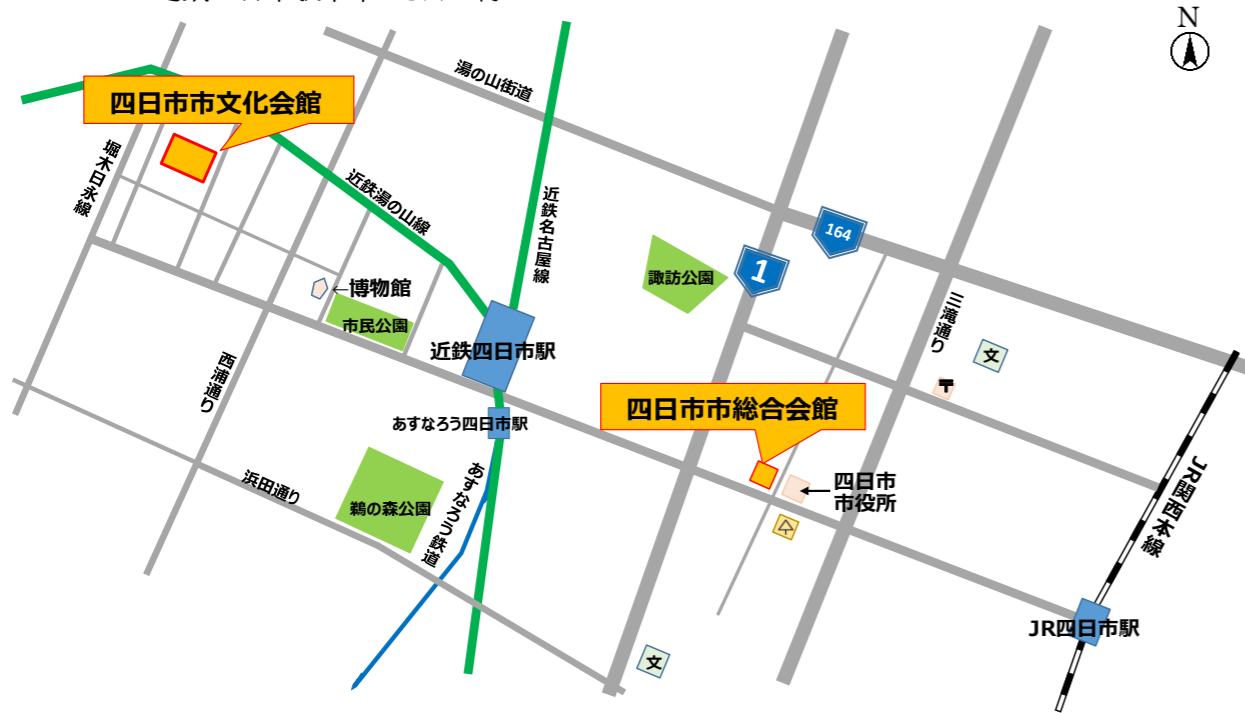 N
湯の山街道
四日市市文化会館
堀木日永線
近鉄湯の山線
近鉄名古屋線
164
1
諏訪公園
←博物館
市民公園
三滝通り
文
近鉄四日市駅
西浦通り
〒
四日市市総合会館
あすなろう四日市駅
JR関西本線
浜田通り
鵜の森公園
あすなろう鉄道
四日市
市役所
JR四日市駅
文